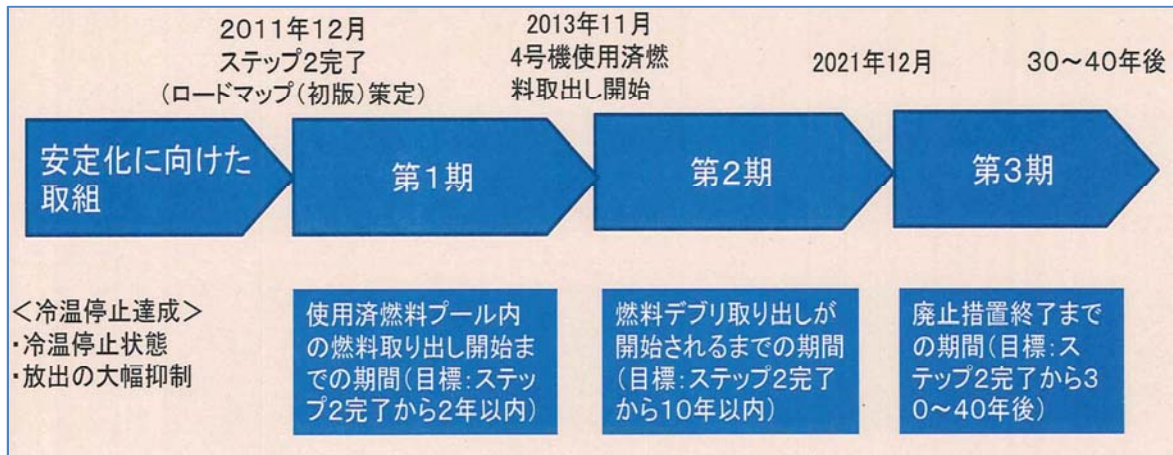 2011年12月
ステップ2完了
(ロードマップ(初版)策定)
2013年11月
4号機使用済燃
料取出し開始
2021年12月
30～40年後
安定化に向けた
取組
第1期
第2期
第3期
<冷温停止達成>
・冷温停止状態
・放出の大幅抑制
使用済燃料プール内
の燃料取り出し開始ま
での期間(目標:ステッ
プ2完了から2年以内)
燃料デブリ取り出しが
開始されるまでの期間
(目標:ステップ2完了
から10年以内)
廃止措置終了まで
の期間(目標:ス
テップ2完了から3
0～40年後)